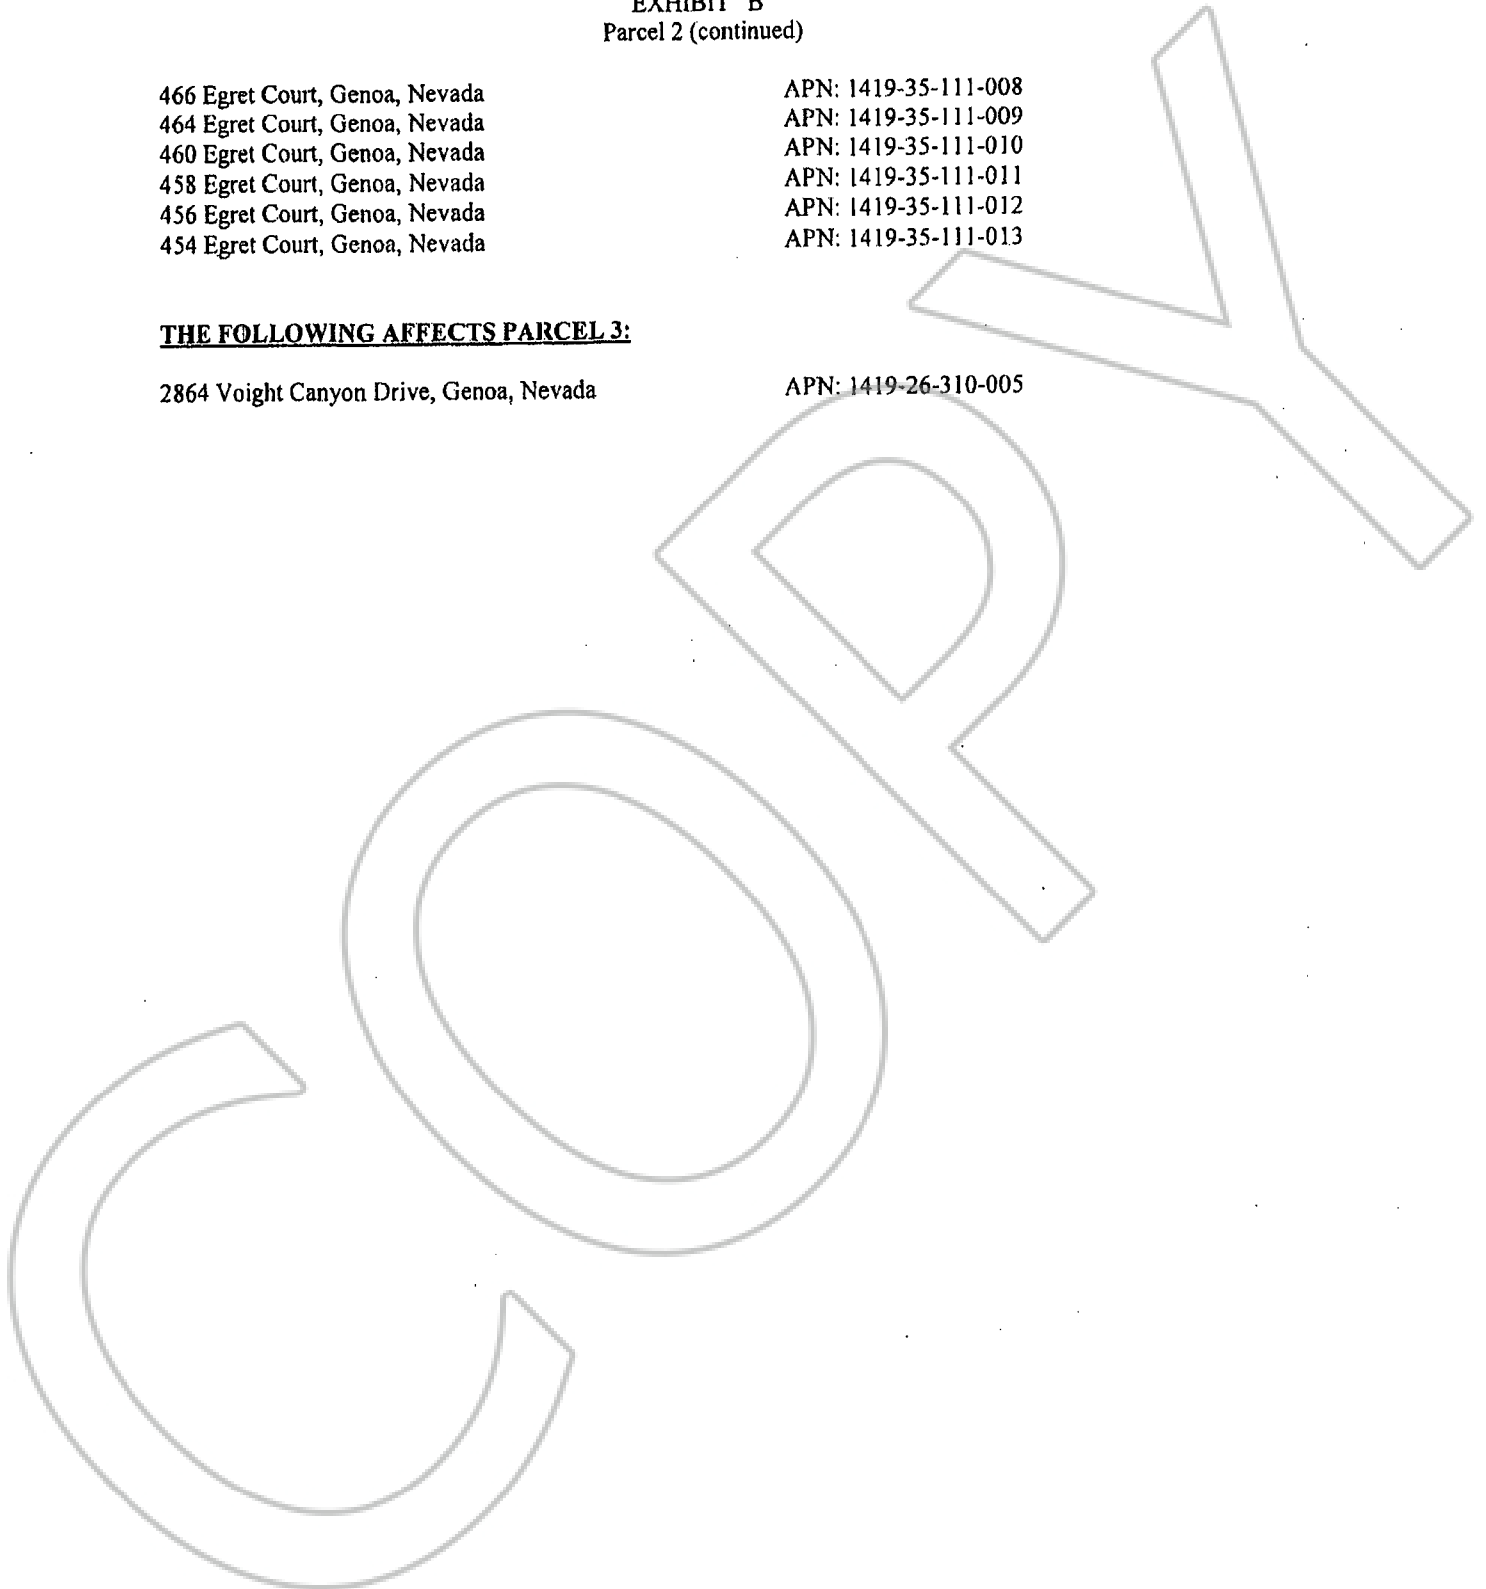 EXHIBIT "B"
Parcel 2 (continued)
466 Egret Court, Genoa, Nevada APN: 1419-35-111-008
464 Egret Court, Genoa, Nevada APN: 1419-35-111-009
460 Egret Court, Genoa, Nevada APN: 1419-35-111-010
458 Egret Court, Genoa, Nevada APN: 1419-35-111-011
456 Egret Court, Genoa, Nevada APN: 1419-35-111-012
454 Egret Court, Genoa, Nevada APN: 1419-35-111-013
THE FOLLOWING AFFECTS PARCEL 3:
2864 Voight Canyon Drive, Genoa, Nevada APN: 1419-26-310-005
COPY